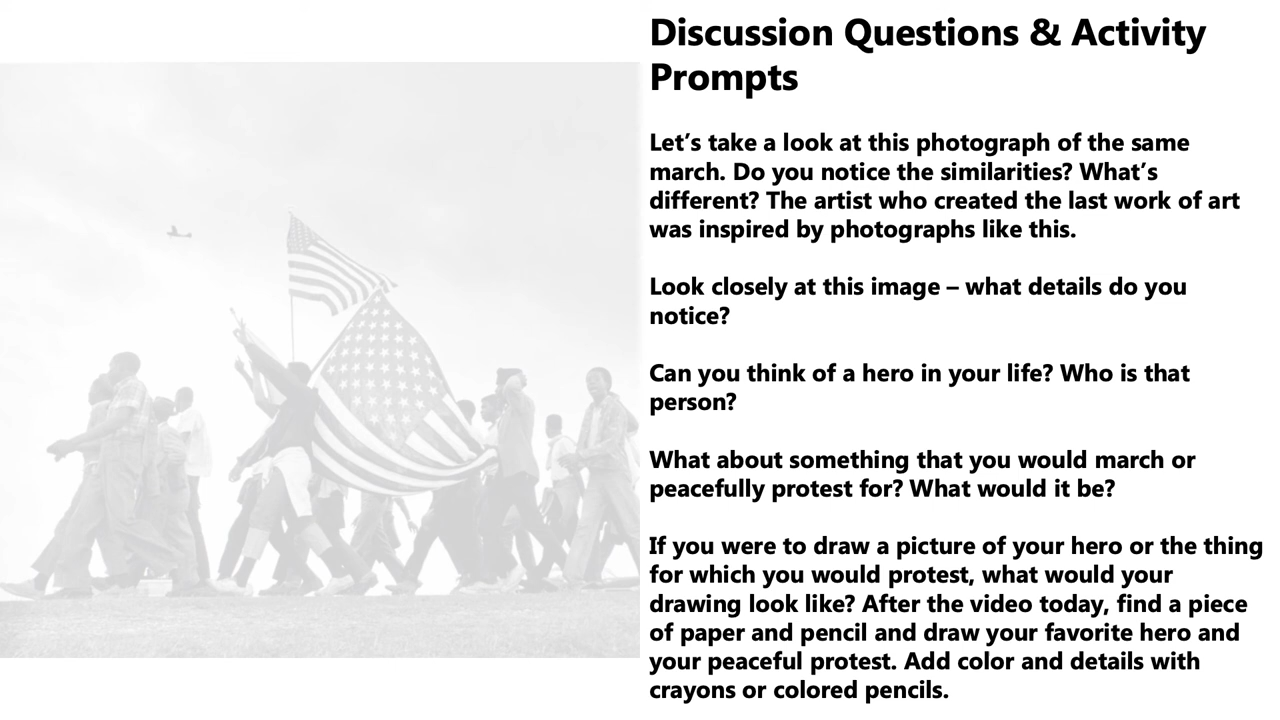 Discussion Questions & Activity
Prompts
Let’s take a look at this photograph of the same
march. Do you notice the similarities? What’s
different? The artist who created the last work of art
was inspired by photographs like this.
Look closely at this image – what details do you
notice?
Can you think of a hero in your life? Who is that
person?
What about something that you would march or
peacefully protest for? What would it be?
If you were to draw a picture of your hero or the thing
for which you would protest, what would your
drawing look like? After the video today, find a piece
of paper and pencil and draw your favorite hero and
your peaceful protest. Add color and details with
crayons or colored pencils.